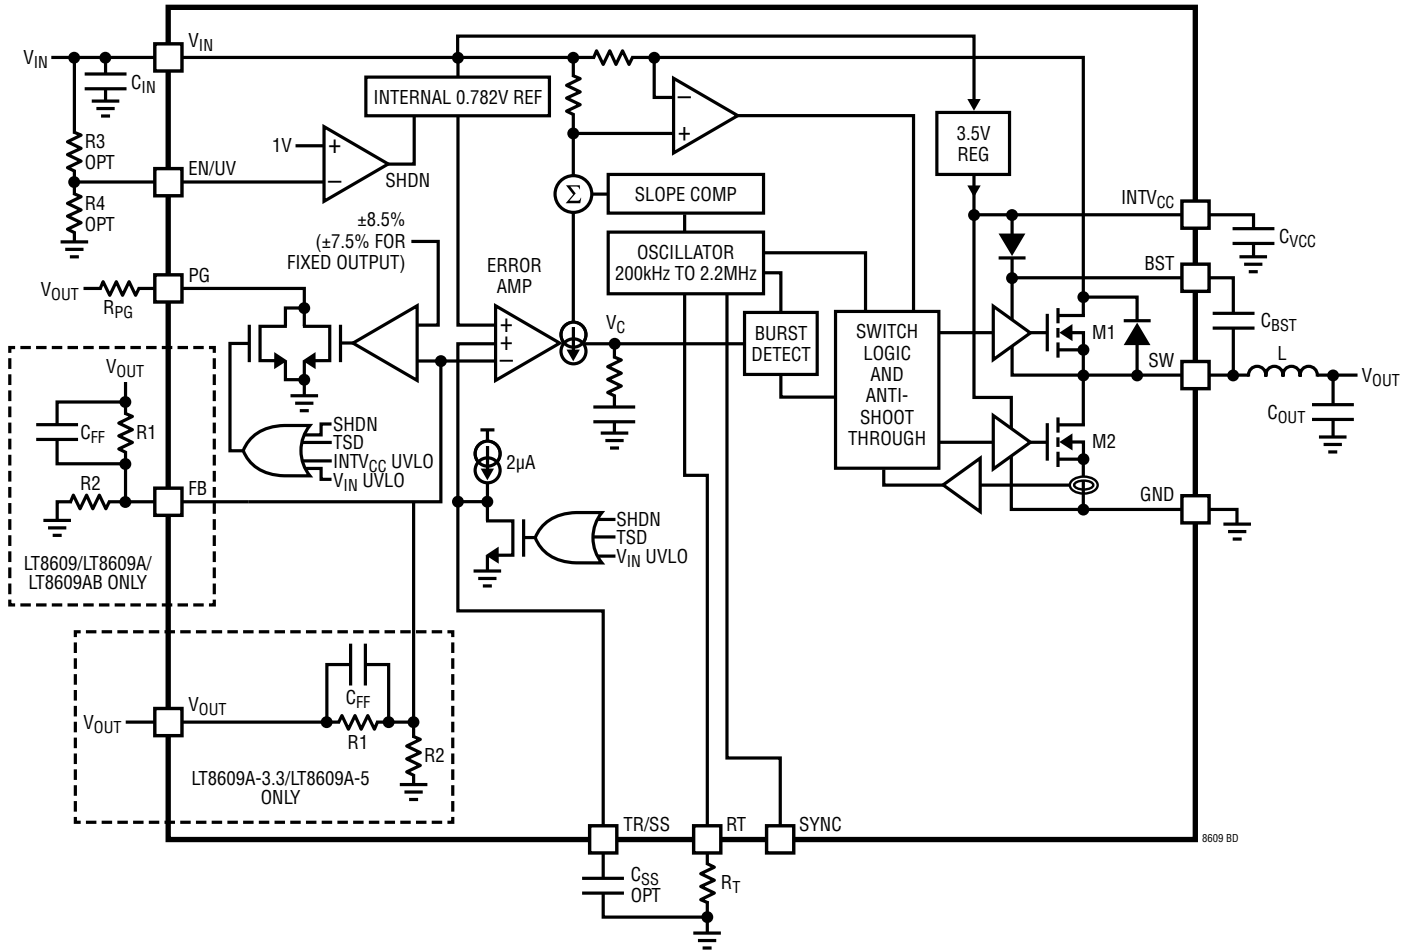 VIN
VIN
CIN
R3
OPT
R4
OPT
EN/UV
1V
+
−
SHDN
INTERNAL 0.782V REF
−
+
3.5V
REG
Σ
SLOPE COMP
OSCILLATOR
200kHz TO 2.2MHz
INTVCC
CVCC
BST
CBST
±8.5%
(±7.5% FOR
FIXED OUTPUT)
PG
VOUT
RPG
ERROR
AMP
+
+
−
VC
BURST
DETECT
SWITCH
LOGIC
AND
ANTI-
SHOOT
THROUGH
M1
SW
L
VOUT
COUT
M2
GND
VOUT
CFF
R1
R2
FB
LT8609/LT8609A/
LT8609AB ONLY
SHDN
TSD
INTVCC UVLO
VIN UVLO
2µA
SHDN
TSD
VIN UVLO
VOUT
VOUT
CFF
R1
R2
LT8609A-3.3/LT8609A-5
ONLY
TR/SS
RT
SYNC
CSS
OPT
RT
8609 BD